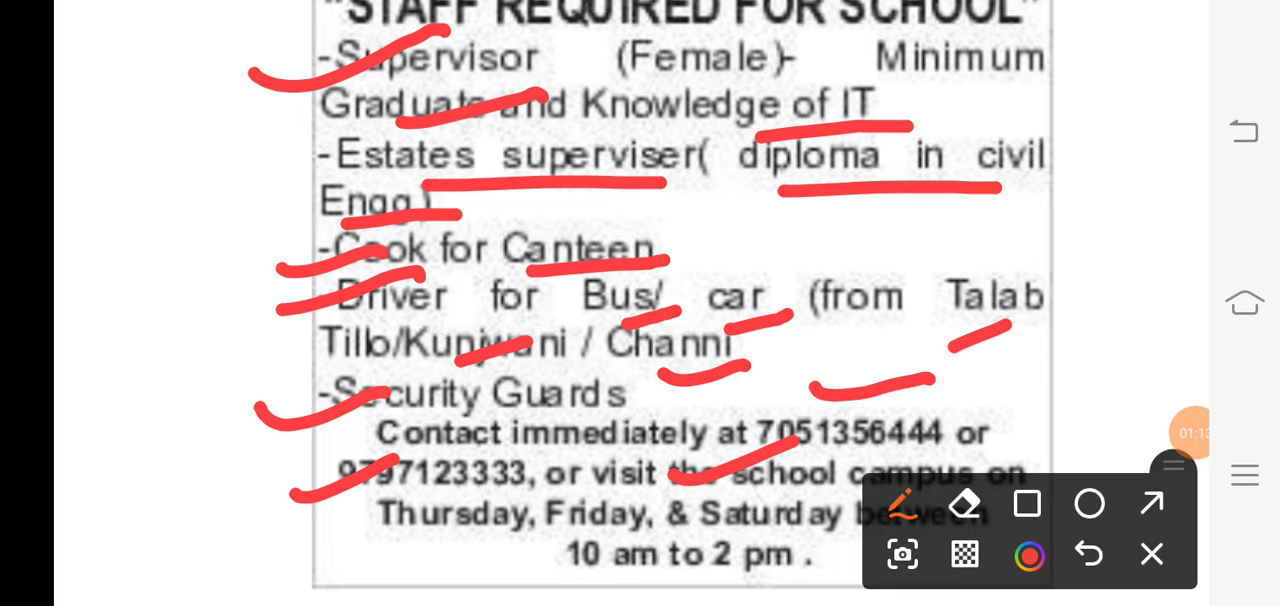 "STAFF REQUIRED FOR SCHOOL"
-Supervisor (Female)- Minimum
Graduate and Knowledge of IT
-Estates superviser( diploma in civil
Engg)
-Cook for Canteen
-Driver for Bus/ car (from Talab
Tillo/Kunjwani / Channi
-Security Guards
Contact immediately at 7051356444 or
9797123333, or visit the school campus on
Thursday, Friday, & Saturday between
10 am to 2 pm .
01:13